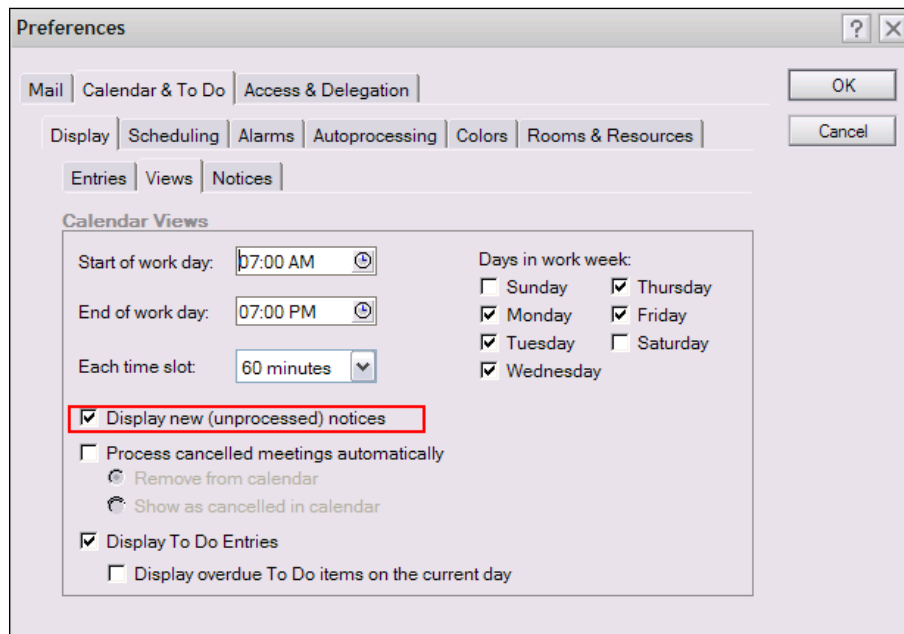 Preferences
Mail Calendar & To Do Access & Delegation
OK
Display Scheduling Alarms Autoprocessing Colors Rooms & Resources
Cancel
Entries Views Notices
Calendar Views
Start of work day: 07:00 AM
End of work day: 07:00 PM
Each time slot: 60 minutes
Days in work week:
Sunday Thursday
Monday Friday
Tuesday Saturday
Wednesday
Display new (unprocessed) notices
Process cancelled meetings automatically
Remove from calendar
Show as cancelled in calendar
Display To Do Entries
Display overdue To Do items on the current day